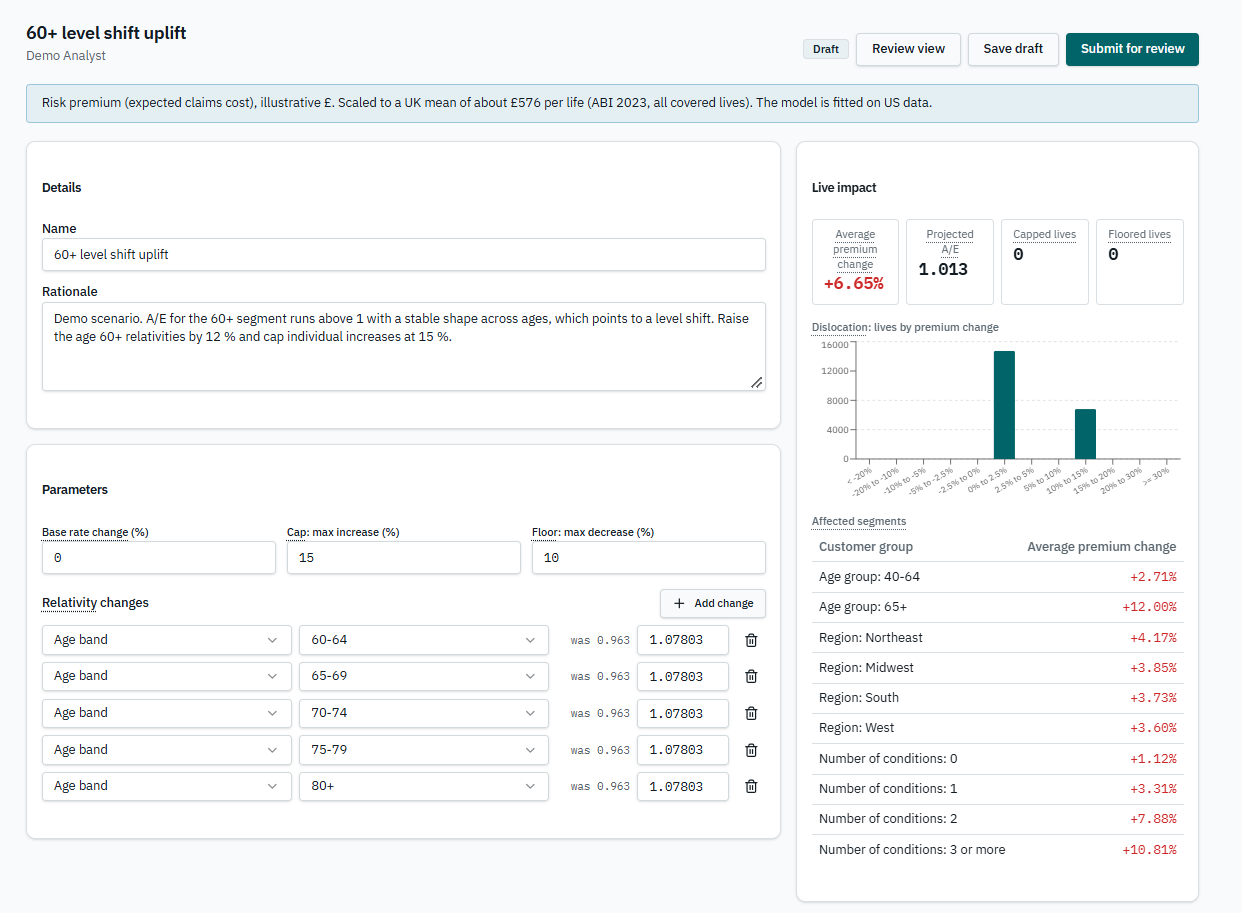 60+ level shift uplift
Demo Analyst
Draft
Review view
Save draft
Submit for review
Risk premium (expected claims cost), illustrative £. Scaled to a UK mean of about £576 per life (ABI 2023, all covered lives). The model is fitted on US data.
Details
Name
60+ level shift uplift
Rationale
Demo scenario. A/E for the 60+ segment runs above 1 with a stable shape across ages, which points to a level shift. Raise
the age 60+ relativities by 12 % and cap individual increases at 15 %.
Parameters
Base rate change (%)
Cap: max increase (%)
Floor: max decrease (%)
0
15
10
Relativity changes
+ Add change
Age band 60-64 was 0.963 1.07803
Age band 65-69 was 0.963 1.07803
Age band 70-74 was 0.963 1.07803
Age band 75-79 was 0.963 1.07803
Age band 80+ was 0.963 1.07803
Live impact
Average
premium
change
+6.65%
Projected
A/E
1.013
Capped lives
0
Floored lives
0
Dislocation: lives by premium change
16000
12000
8000
4000
0
< -20%
-20% to -10%
-10% to -5%
-5% to -2.5%
-2.5% to 0%
0% to 2.5%
2.5% to 5%
5% to 10%
10% to 15%
15% to 20%
20% to 30%
>= 30%
Affected segments
Customer group Average premium change
Age group: 40-64 +2.71%
Age group: 65+ +12.00%
Region: Northeast +4.17%
Region: Midwest +3.85%
Region: South +3.73%
Region: West +3.60%
Number of conditions: 0 +1.12%
Number of conditions: 1 +3.31%
Number of conditions: 2 +7.88%
Number of conditions: 3 or more +10.81%